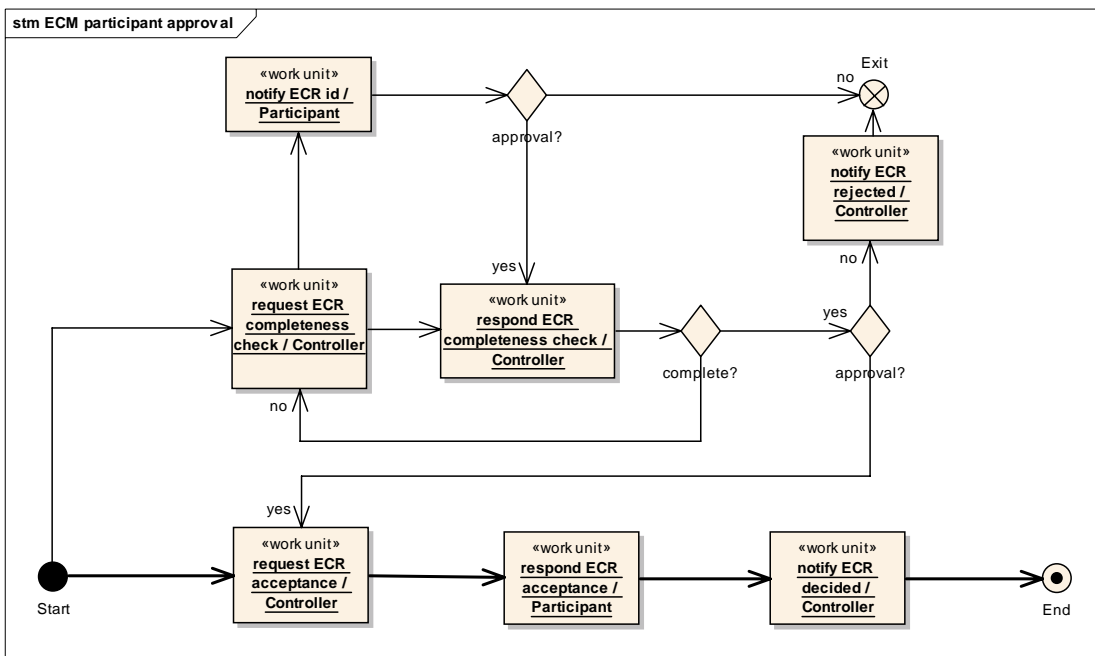 stm ECM participant approval
Exit
«work unit»
notify ECR id /
Participant
no
approval?
«work unit»
notify ECR
rejected /
Controller
no
yes
«work unit»
request ECR
completeness
check / Controller
«work unit»
respond ECR
completeness check /
Controller
yes
complete?
approval?
no
yes
«work unit»
request ECR
acceptance /
Controller
«work unit»
respond ECR
acceptance /
Participant
«work unit»
notify ECR
decided /
Controller
Start
End